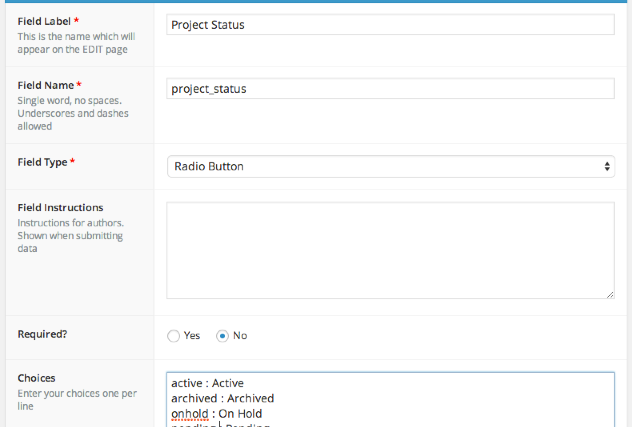 Field Label *
This is the name which will
appear on the EDIT page
Project Status
Field Name *
Single word, no spaces.
Underscores and dashes
allowed
project_status
Field Type *
Radio Button
Field Instructions
Instructions for authors.
Shown when submitting
data
Required?
Yes No
Choices
Enter your choices one per
line
active : Active
archived : Archived
onhold : On Hold
pending : Pending